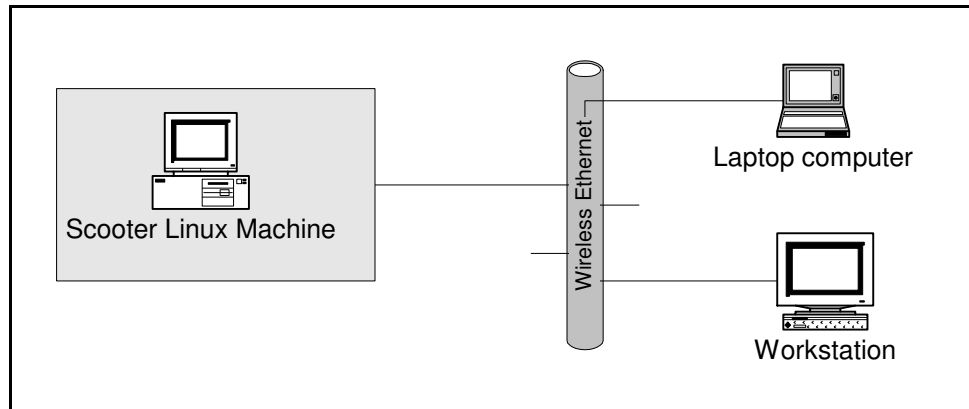 Scooter Linux Machine
Wireless Ethernet
Laptop computer
Workstation